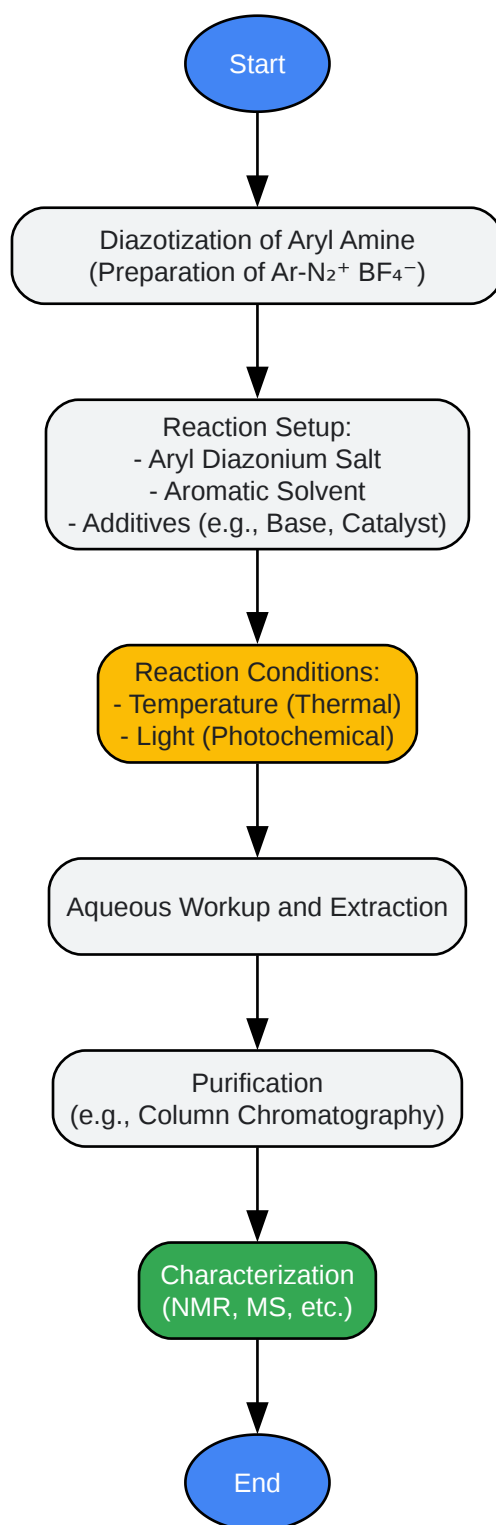 Start
Diazotization of Aryl Amine
(Preparation of Ar-N₂⁺ BF₄⁻)
Reaction Setup:
- Aryl Diazonium Salt
- Aromatic Solvent
- Additives (e.g., Base, Catalyst)
Reaction Conditions:
- Temperature (Thermal)
- Light (Photochemical)
Aqueous Workup and Extraction
Purification
(e.g., Column Chromatography)
Characterization
(NMR, MS, etc.)
End